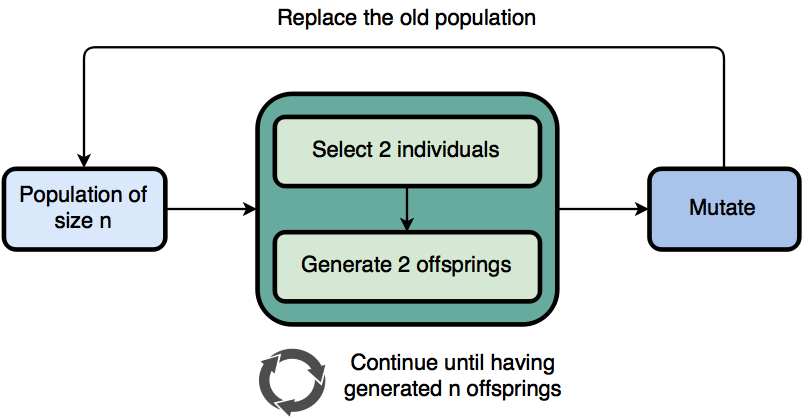 Replace the old population
Select 2 individuals
Population of
size n
Mutate
Generate 2 offsprings
Continue until having
generated n offsprings